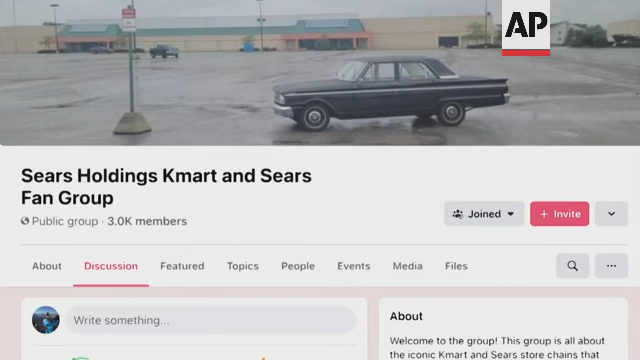 AP
Sears Holdings Kmart and Sears
Fan Group
Public group · 3.0K members
Joined
+ Invite
About
Discussion
Featured
Topics
People
Events
Media
Files
Write something...
About
Welcome to the group! This group is all about
the iconic Kmart and Sears store chains that